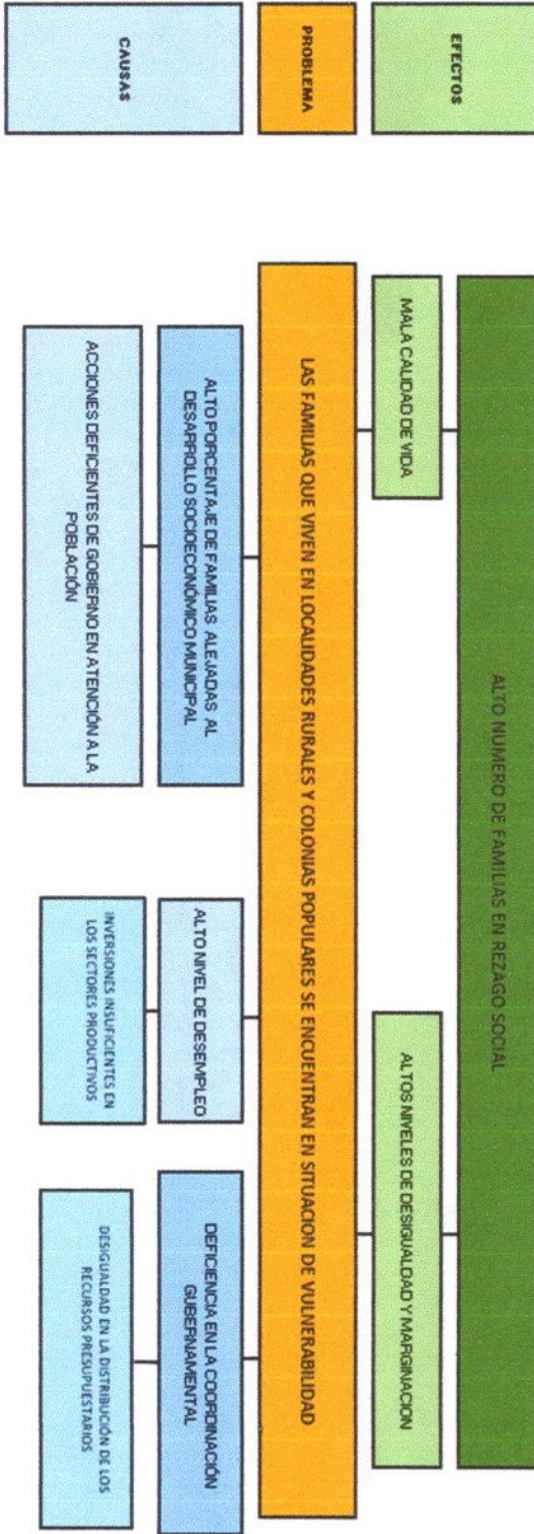 EFECTOS
ALTO NUMERO DE FAMILIAS EN REZAGO SOCIAL
MALA CALIDAD DE VIDA
ALTOS NIVELES DE DESIGUALDAD Y MARGINACION
PROBLEMA
LAS FAMILIAS QUE VIVEN EN LOCALIDADES RURALES Y COLONIAS POPULARES SE ENCUENTRAN EN SITUACION DE VULNERABILIDAD
CAUSAS
ALTO PORCENTAJE DE FAMILIAS ALEJADAS AL
DESARROLLO SOCIOECONÓMICO MUNICIPAL
ALTO NIVEL DE DESEMPLEO
DEFICIENCIA EN LA COORDINACIÓN
GUBERNAMENTAL
ACCIONES DEFICIENTES DE GOBIERNO EN ATENCIÓN A LA
POBLACIÓN
INVERSIONES INSUFICIENTES EN
LOS SECTORES PRODUCTIVOS
DESIGUALDAD EN LA DISTRIBUCIÓN DE LOS
RECURSOS PRESUPUESTARIOS